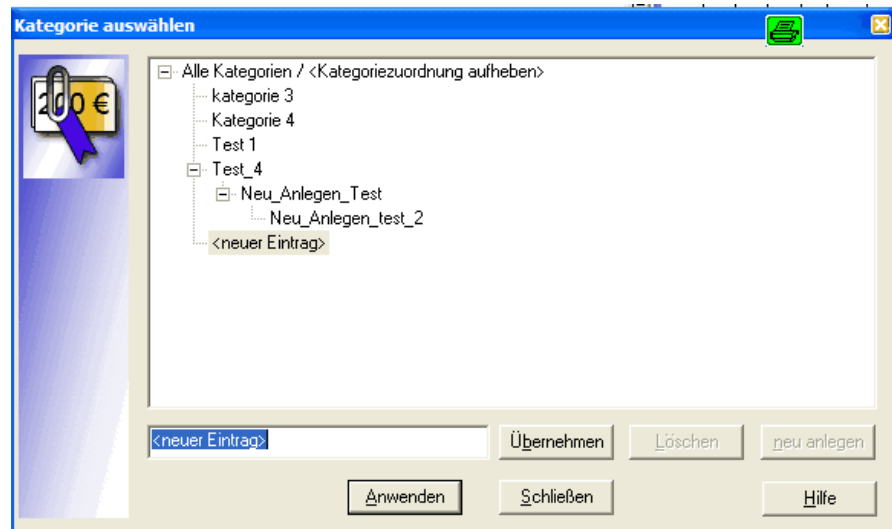 Kategorie auswählen
200 €
Alle Kategorien / <Kategoriezuordnung aufheben>
kategorie 3
Kategorie 4
Test 1
Test_4
Neu_Anlegen_Test
Neu_Anlegen_test_2
<neuer Eintrag>
<neuer Eintrag>
Übernehmen
Löschen
neu anlegen
Anwenden
Schließen
Hilfe